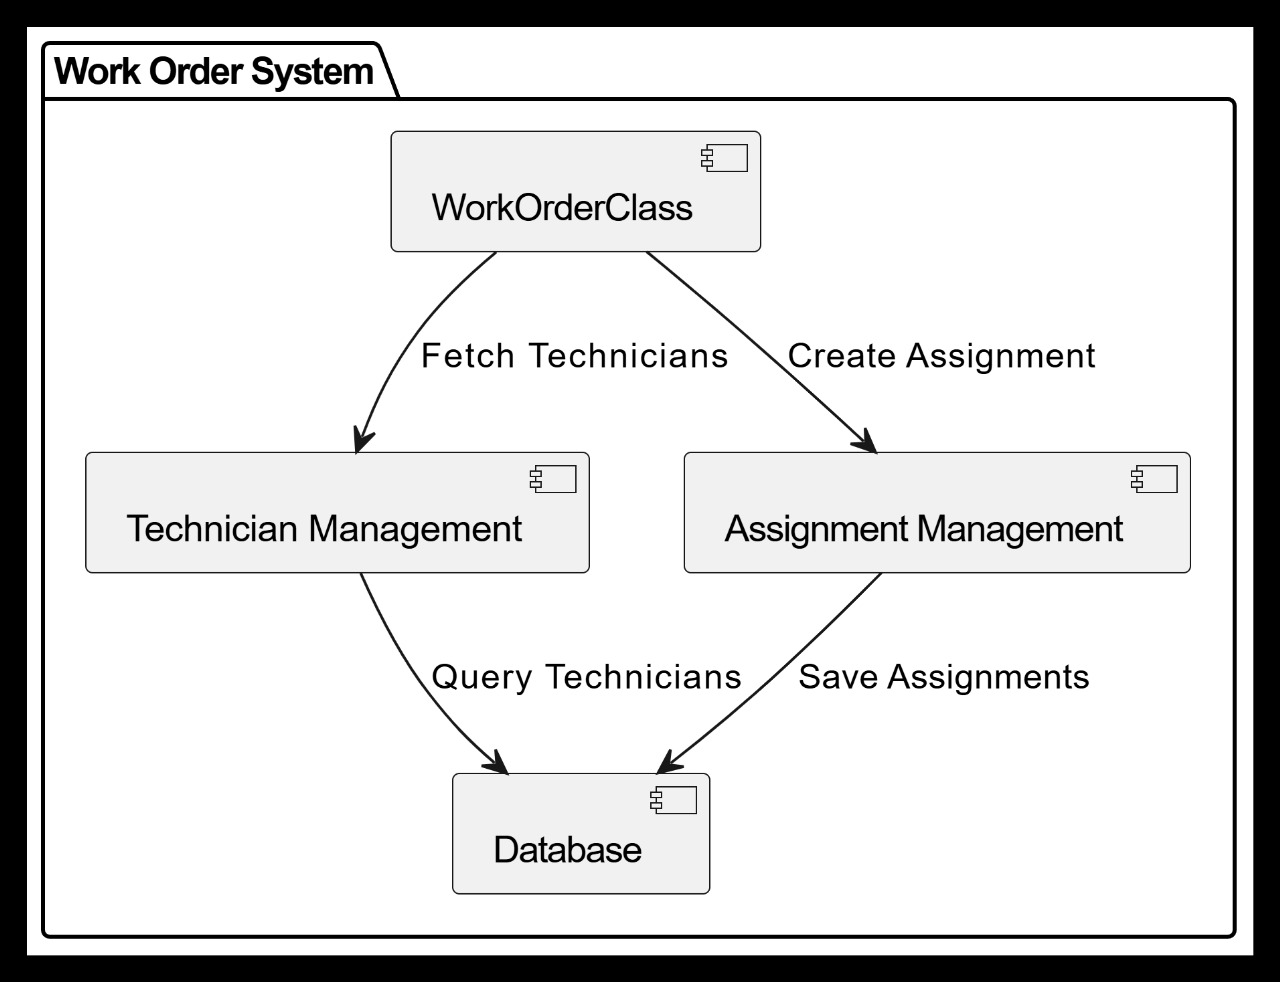 Work Order System
WorkOrderClass
Fetch Technicians
Create Assignment
Technician Management
Assignment Management
Query Technicians
Save Assignments
Database